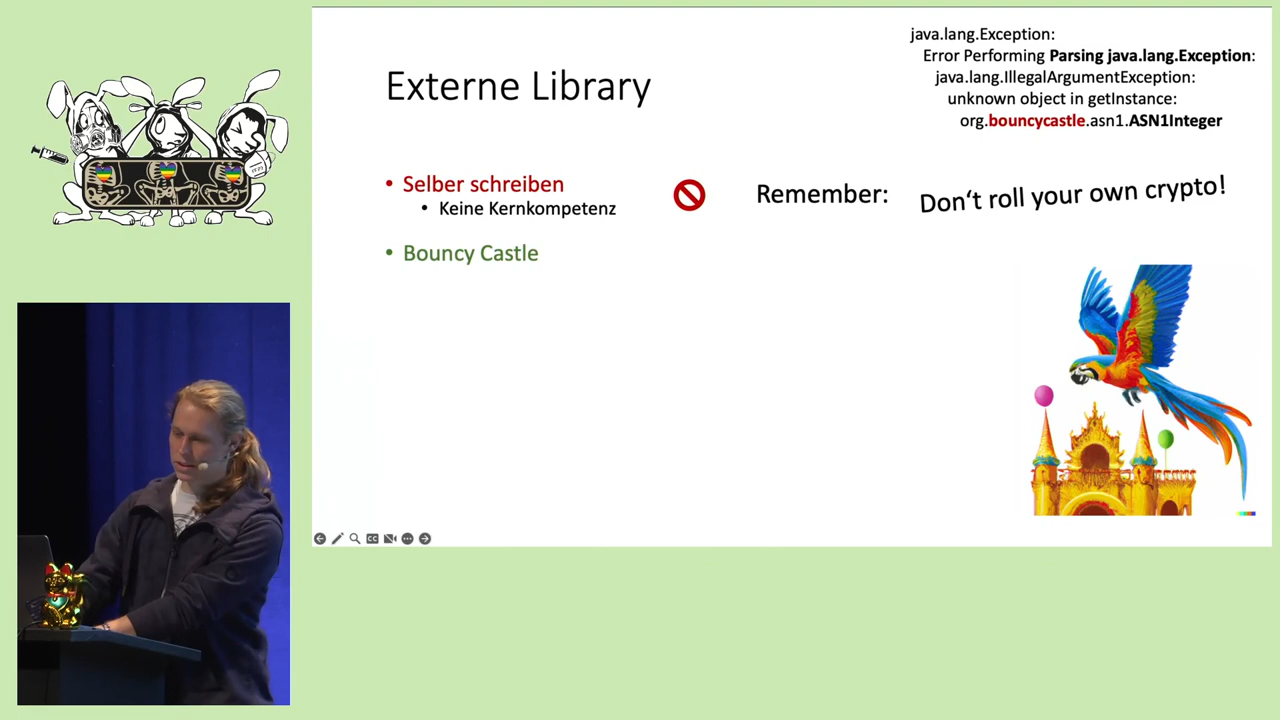 Externe Library
java.lang.Exception:
Error Performing Parsing java.lang.Exception:
java.lang.IllegalArgumentException:
unknown object in getInstance:
org.bouncycastle.asn1.ASN1Integer
• Selber schreiben
• Keine Kernkompetenz
Remember:
Don‘t roll your own crypto!
• Bouncy Castle